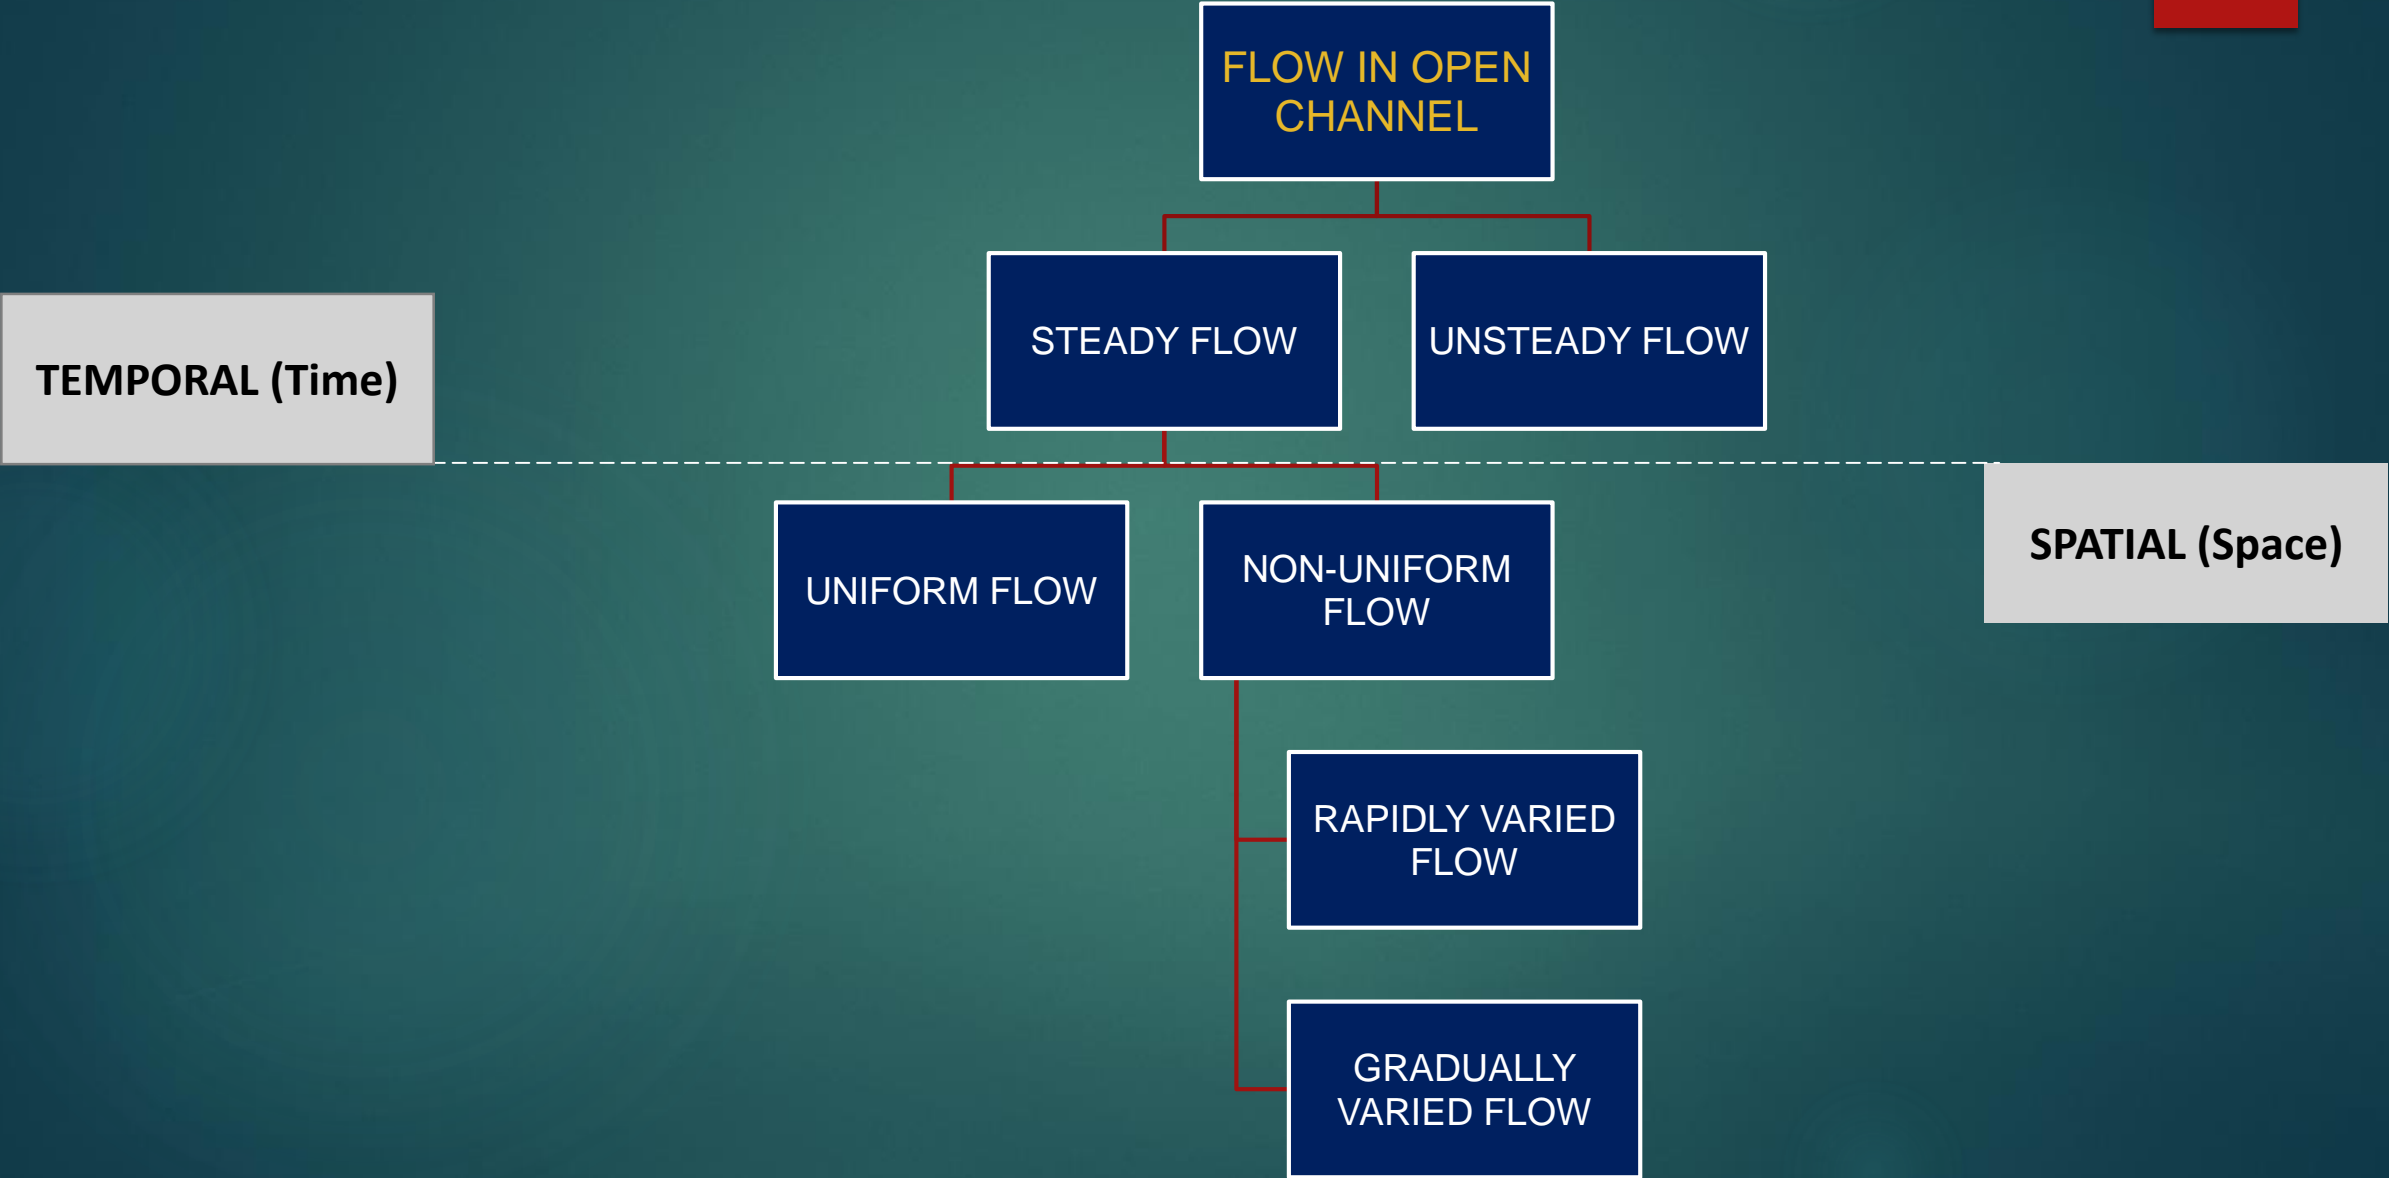 FLOW IN OPEN
CHANNEL
STEADY FLOW
UNSTEADY FLOW
TEMPORAL (Time)
SPATIAL (Space)
UNIFORM FLOW
NON-UNIFORM
FLOW
RAPIDLY VARIED
FLOW
GRADUALLY
VARIED FLOW